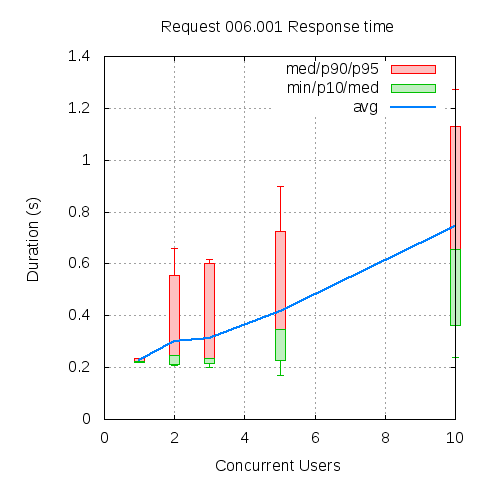 Request 006.001 Response time
med/p90/p95
min/p10/med
avg
1.4
1.2
1
0.8
0.6
0.4
0.2
0
Duration (s)
0 2 4 6 8 10
Concurrent Users